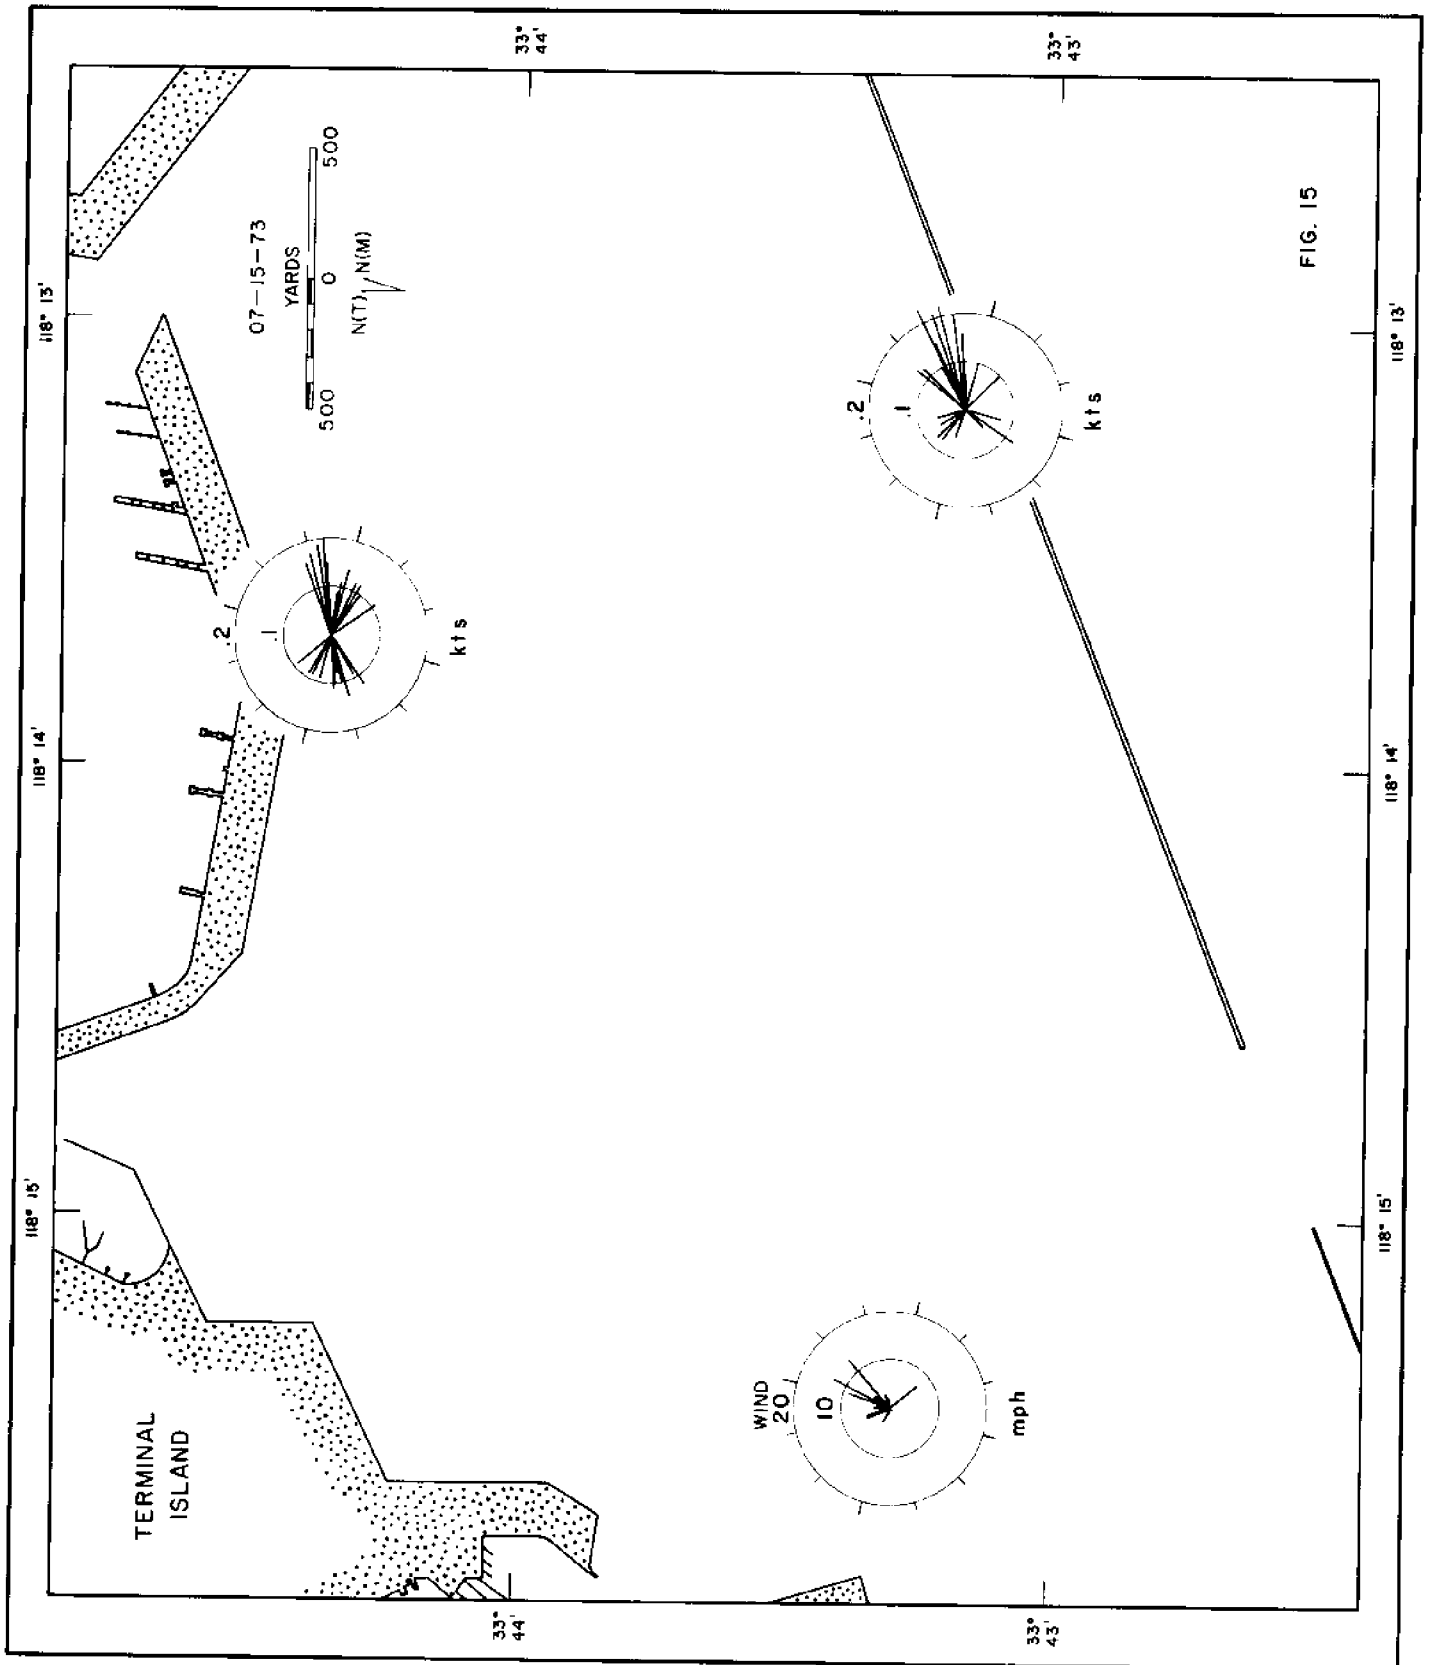 118° 15'
118° 14'
118° 13'
33°
44'
33°
43'
33°
44'
33°
43'
118° 15'
118° 14'
118° 13'
TERMINAL
ISLAND
07-15-73
YARDS
500
0
500
N(T)
N(M)
.2
.1
kts
.2
.1
kts
WIND
20
10
mph
FIG. 15